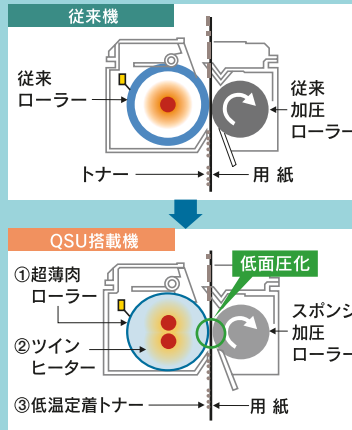 従来機
従来
ローラー
従来
加圧
ローラー
トナー
用紙
QSU搭載機
低面圧化
①超薄肉
ローラー
スポンジ
加圧
ローラー
②ツイン
ヒーター
③低温定着トナー
用紙